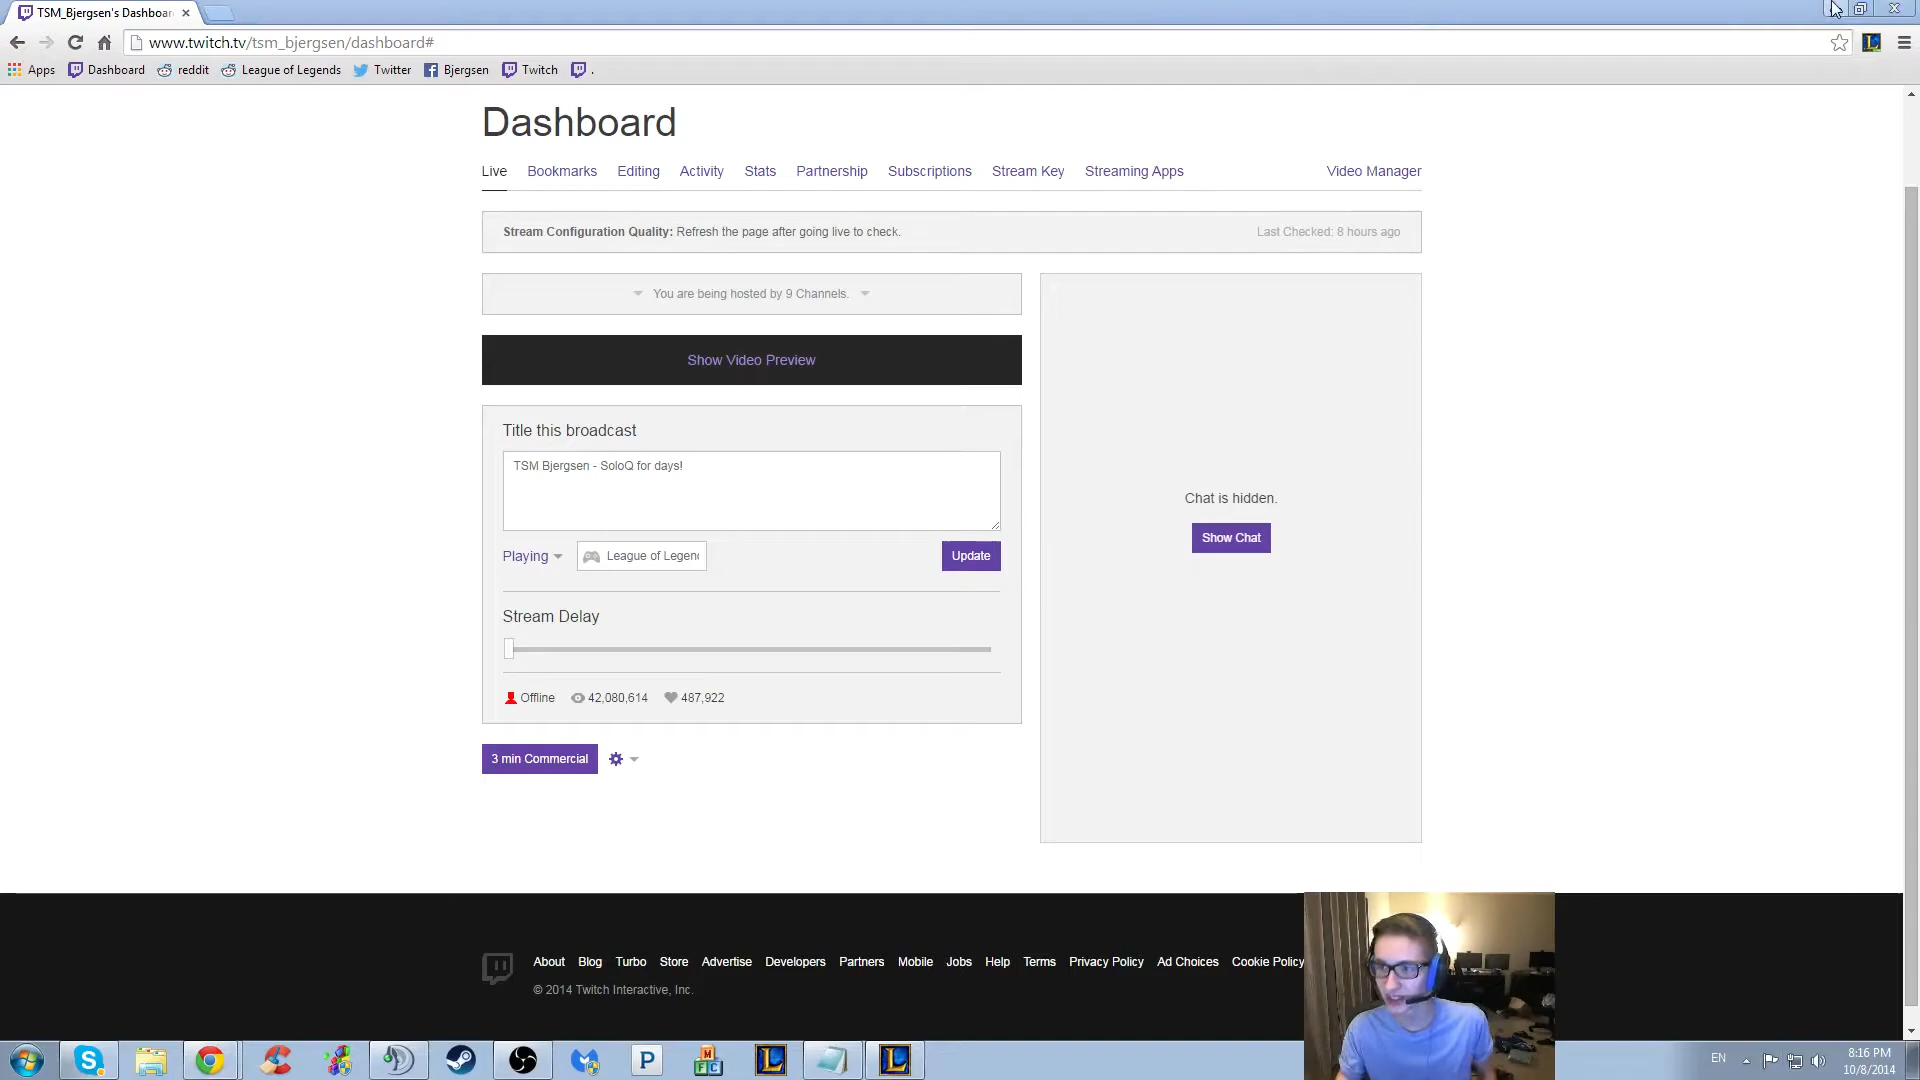 TSM_Bjergsen's Dashboar
www.twitch.tv/tsm_bjergsen/dashboard#
Apps Dashboard reddit League of Legends Twitter Bjergsen Twitch .
Dashboard
Live Bookmarks Editing Activity Stats Partnership Subscriptions Stream Key Streaming Apps Video Manager
Stream Configuration Quality: Refresh the page after going live to check. Last Checked: 8 hours ago
You are being hosted by 9 Channels.
Show Video Preview
Title this broadcast
TSM Bjergsen - SoloQ for days!
Chat is hidden.
Show Chat
Playing League of Legen Update
Stream Delay
Offline 42,080,614 487,922
3 min Commercial
About Blog Turbo Store Advertise Developers Partners Mobile Jobs Help Terms Privacy Policy Ad Choices Cookie Policy
© 2014 Twitch Interactive, Inc.
EN 8:16 PM
10/8/2014